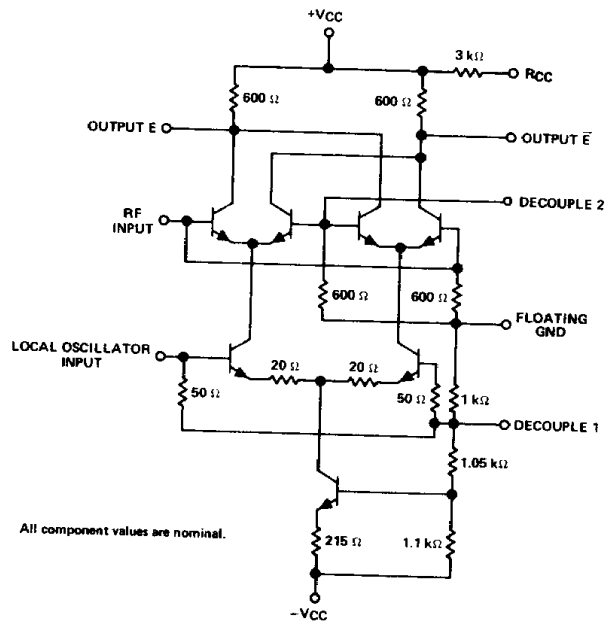 +VCC
3 kΩ
RCC
600 Ω
600 Ω
OUTPUT E
OUTPUT E̅
DECOUPLE 2
RF
INPUT
600 Ω
600 Ω
FLOATING
GND
LOCAL OSCILLATOR
INPUT
20 Ω
20 Ω
50 Ω
50 Ω
1 kΩ
DECOUPLE 1
1.05 kΩ
All component values are nominal.
215 Ω
1.1 kΩ
−VCC